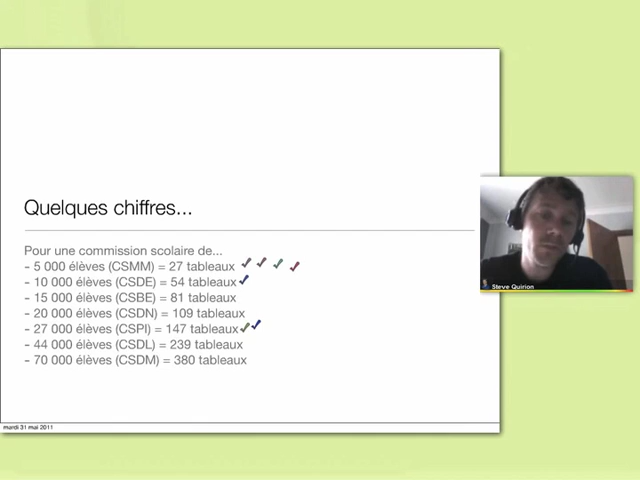 Quelques chiffres...
Pour une commission scolaire de...
- 5 000 élèves (CSMM) = 27 tableaux
- 10 000 élèves (CSDE) = 54 tableaux
- 15 000 élèves (CSBE) = 81 tableaux
- 20 000 élèves (CSDN) = 109 tableaux
- 27 000 élèves (CSPI) = 147 tableaux
- 44 000 élèves (CSDL) = 239 tableaux
- 70 000 élèves (CSDM) = 380 tableaux
mardi 31 mai 2011
Steve Quirion